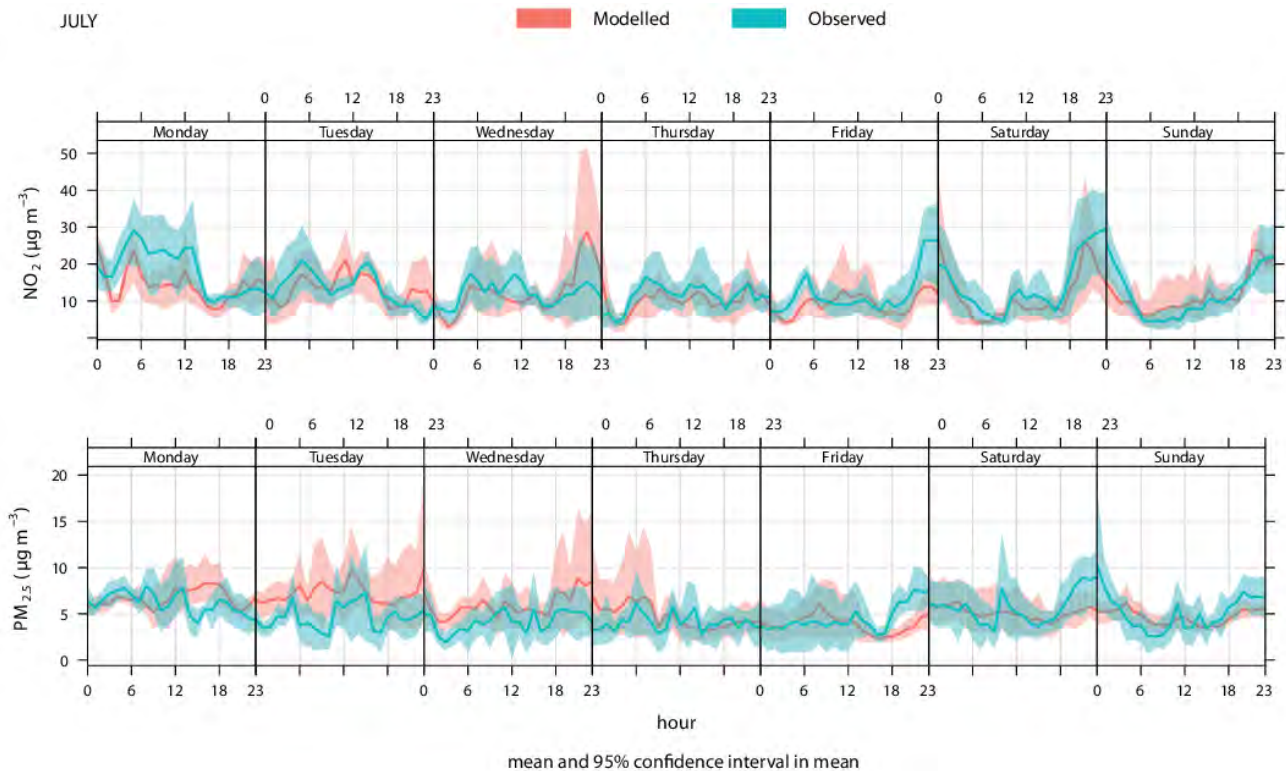 JULY
Modelled Observed
0 6 12 18 23 0 6 12 18 23 0 6 12 18 23
Monday Tuesday Wednesday Thursday Friday Saturday Sunday
50
40
30
20
10
NO2 (µg m−3)
0 6 12 18 23 0 6 12 18 23 0 6 12 18 23 0 6 12 18 23
0 6 12 18 23 0 6 12 18 23 0 6 12 18 23
Monday Tuesday Wednesday Thursday Friday Saturday Sunday
20
15
10
5
0
PM2.5 (µg m−3)
0 6 12 18 23 0 6 12 18 23 0 6 12 18 23 0 6 12 18 23
hour
mean and 95% confidence interval in mean